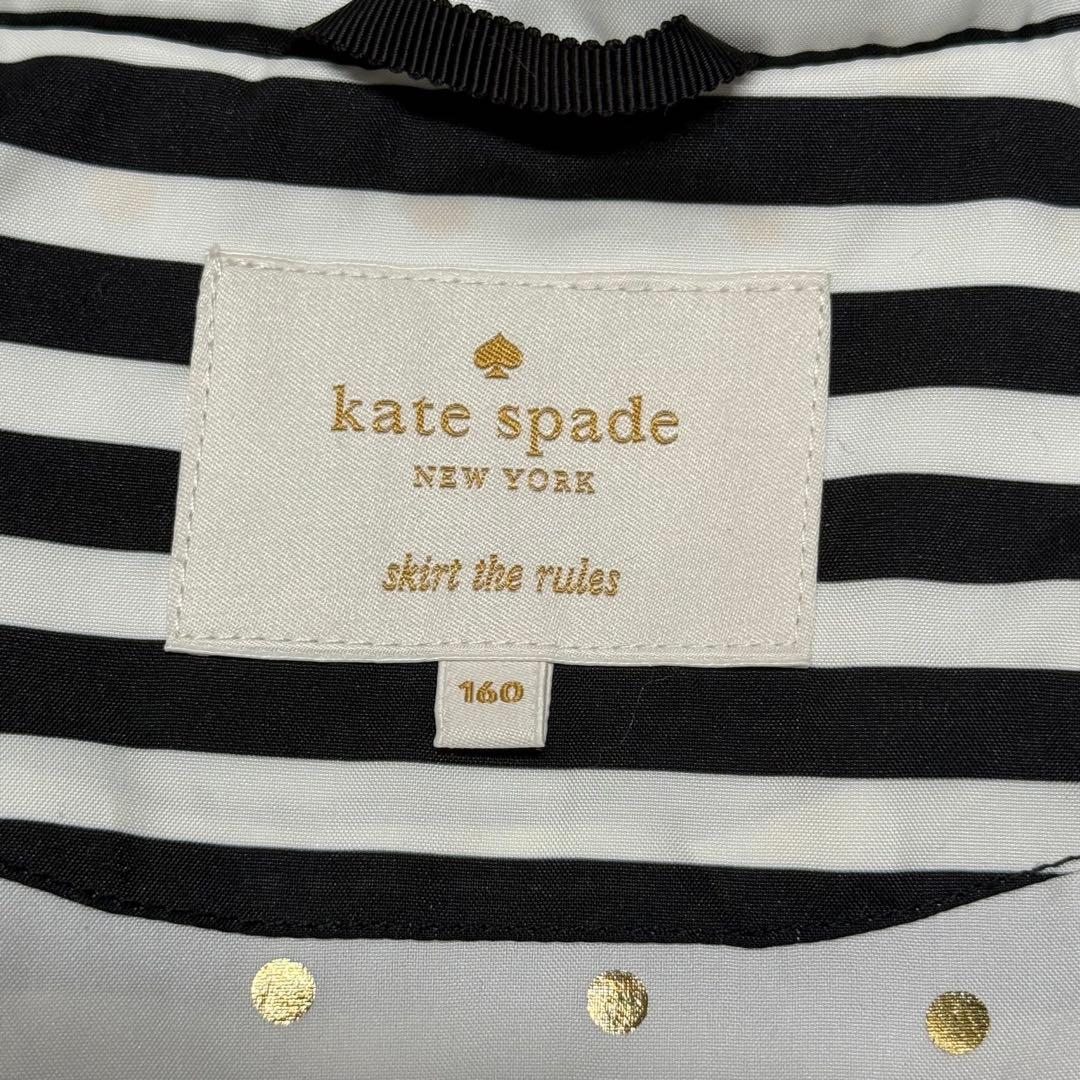 kate spade
NEW YORK
skirt the rules
160